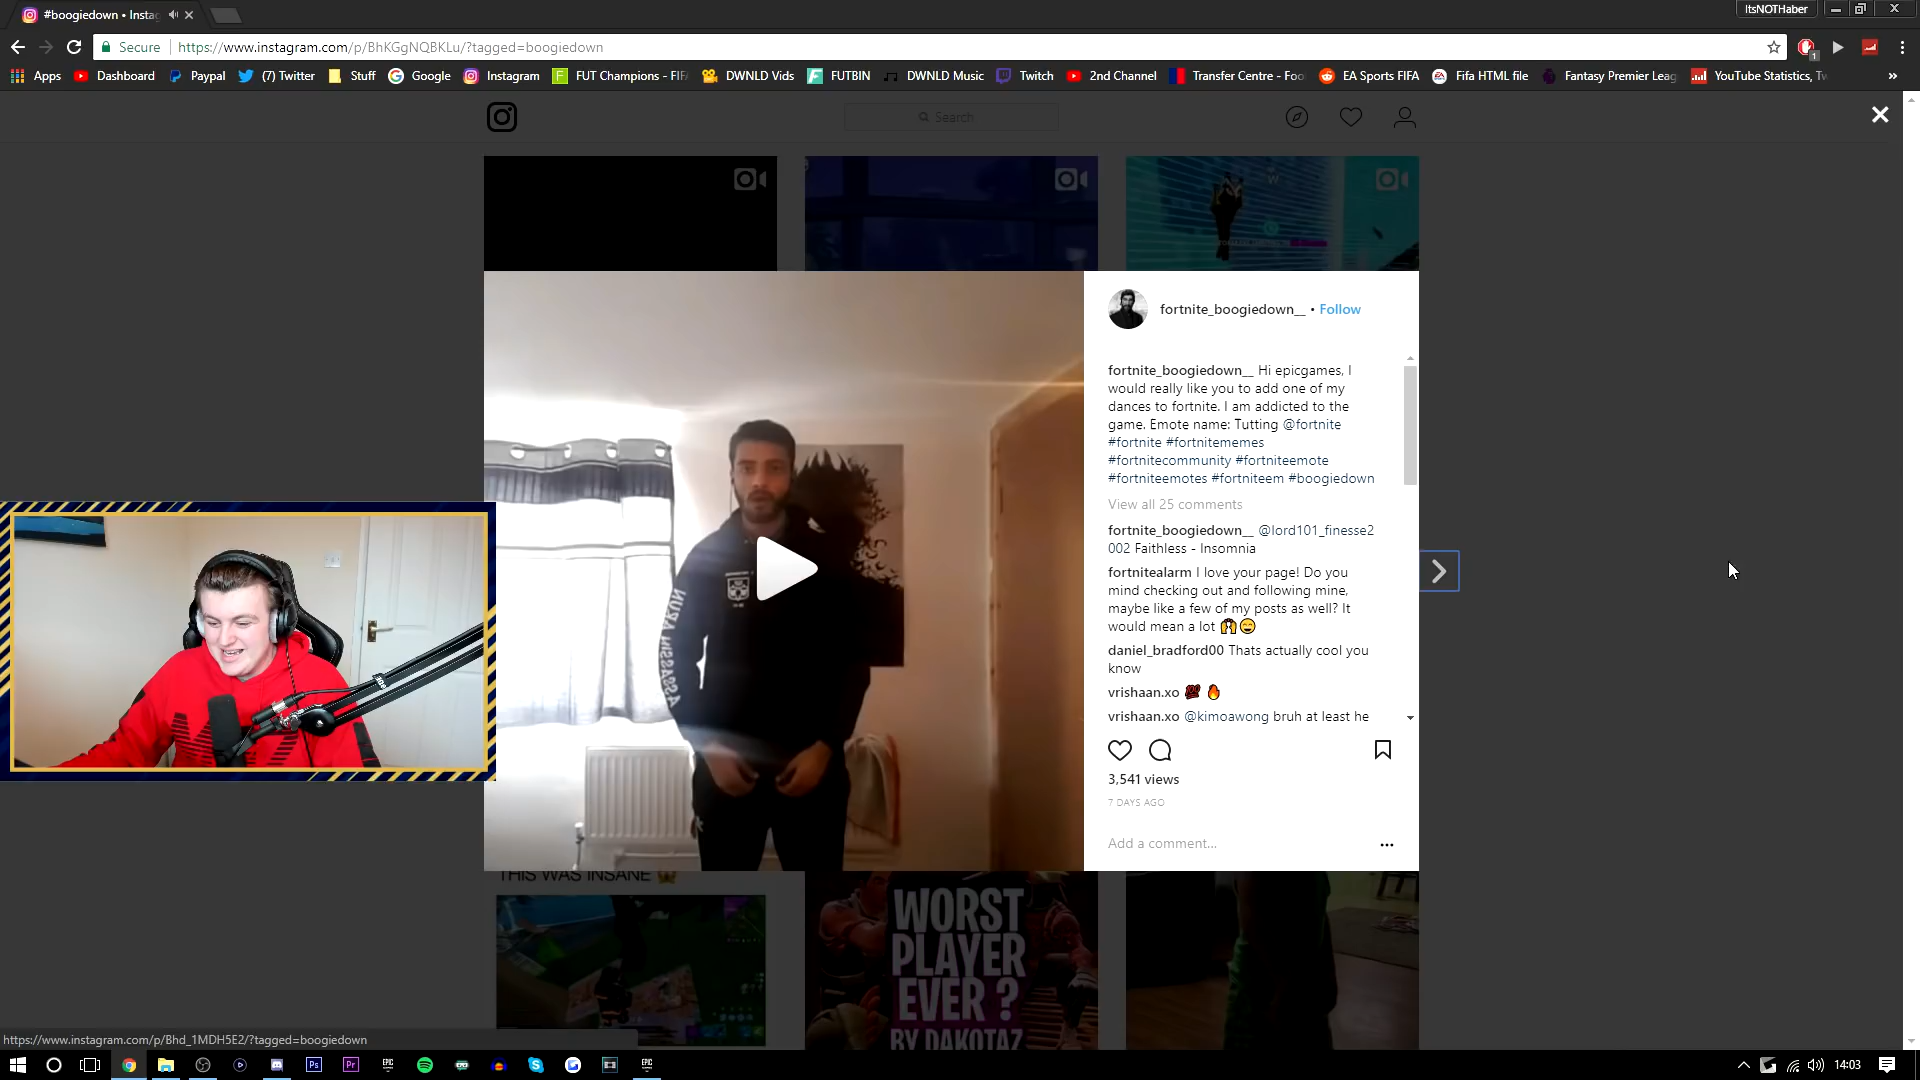 #boogiedown • Insta
ItsNOTHaber
Secure
https://www.instagram.com/p/BhKGgNQBKLu/?tagged=boogiedown
1
Apps
Dashboard
Paypal
(7) Twitter
Stuff
Google
Instagram
FUT Champions - FIFA
DWNLD Vids
FUTBIN
DWNLD Music
Twitch
2nd Channel
Transfer Centre - Foo
EA Sports FIFA
Fifa HTML file
Fantasy Premier Leag
YouTube Statistics, Tw
»
Search
fortnite_boogiedown__ • Follow
fortnite_boogiedown__ Hi epicgames, I
would really like you to add one of my
dances to fortnite. I am addicted to the
game. Emote name: Tutting @fortnite
#fortnite #fortnitememes
#fortnitecommunity #fortniteemote
#fortniteemotes #fortniteem #boogiedown
View all 25 comments
fortnite_boogiedown__ @lord101_finesse2
002 Faithless - Insomnia
fortnitealarm I love your page! Do you
mind checking out and following mine,
maybe like a few of my posts as well? It
would mean a lot 🙌😄
daniel_bradford00 Thats actually cool you
know
vrishaan.xo 💯 🔥
vrishaan.xo @kimoawong bruh at least he
3,541 views
7 DAYS AGO
Add a comment...
THIS WAS INSANE
WORST
PLAYER
EVER ?
BY DAKOTAZ
https://www.instagram.com/p/Bhd_1MDH5E2/?tagged=boogiedown
Ps
Pr
EPIC
EPIC
14:03